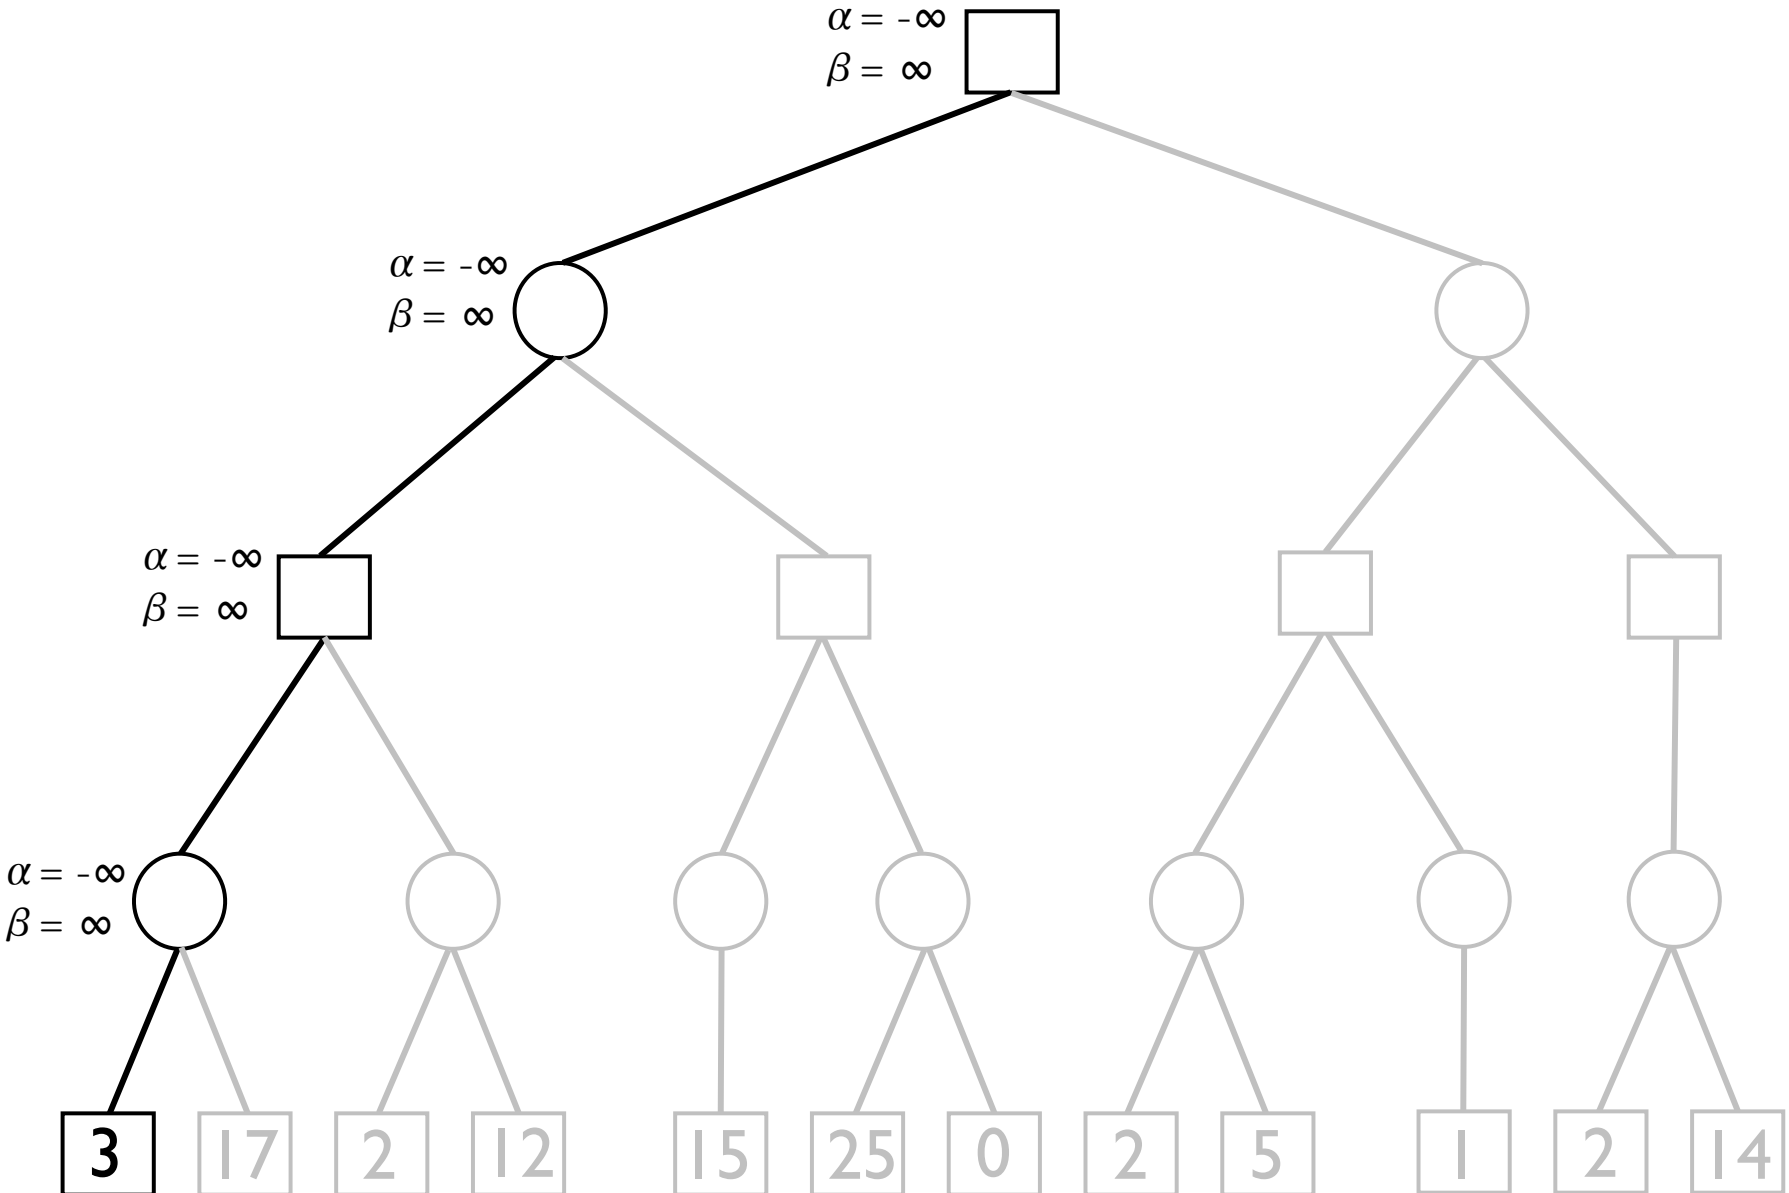 α = -∞
β = ∞
α = -∞
β = ∞
α = -∞
β = ∞
α = -∞
β = ∞
3 17 2 12 15 25 0 2 5 1 2 14